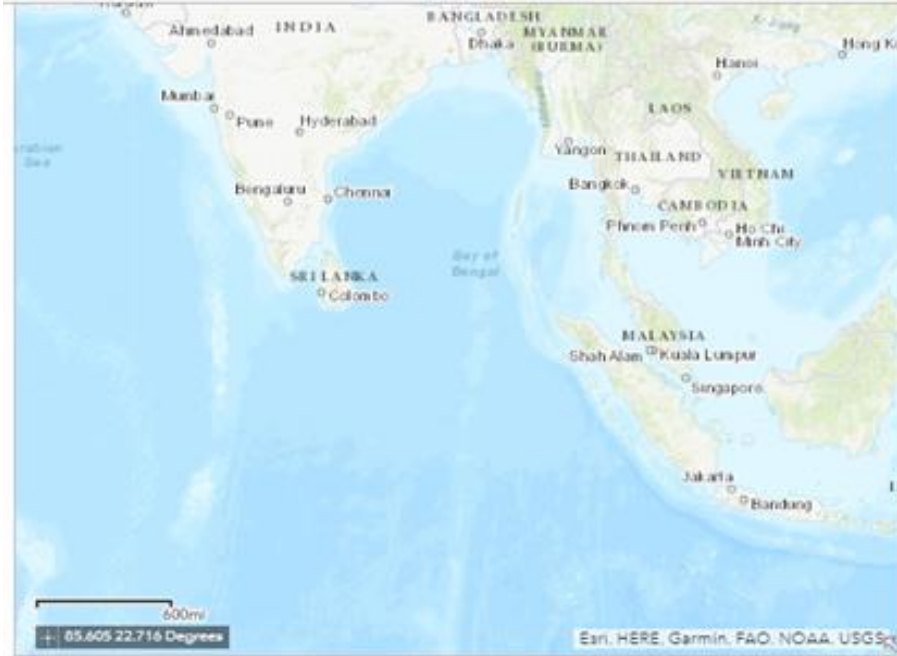 BANGLADESH
INDIA
Ahmedabad
Dhaka
MYANMAR
(BURMA)
Xi Jiang
Hong K
Hanoi
Mumbai
Pune
Hyderabad
LAOS
Yangon
THAILAND
VIETNAM
Bengaluru
Chennai
Bangkok
CAMBODIA
Phnom Penh
Ho Chi
Minh City
Bay of
Bengal
SRI LANKA
Colombo
MALAYSIA
Shah Alam
Kuala Lumpur
Singapore
Jakarta
Bandung
600mi
85.605 22.716 Degrees
Esri, HERE, Garmin, FAO, NOAA, USGS